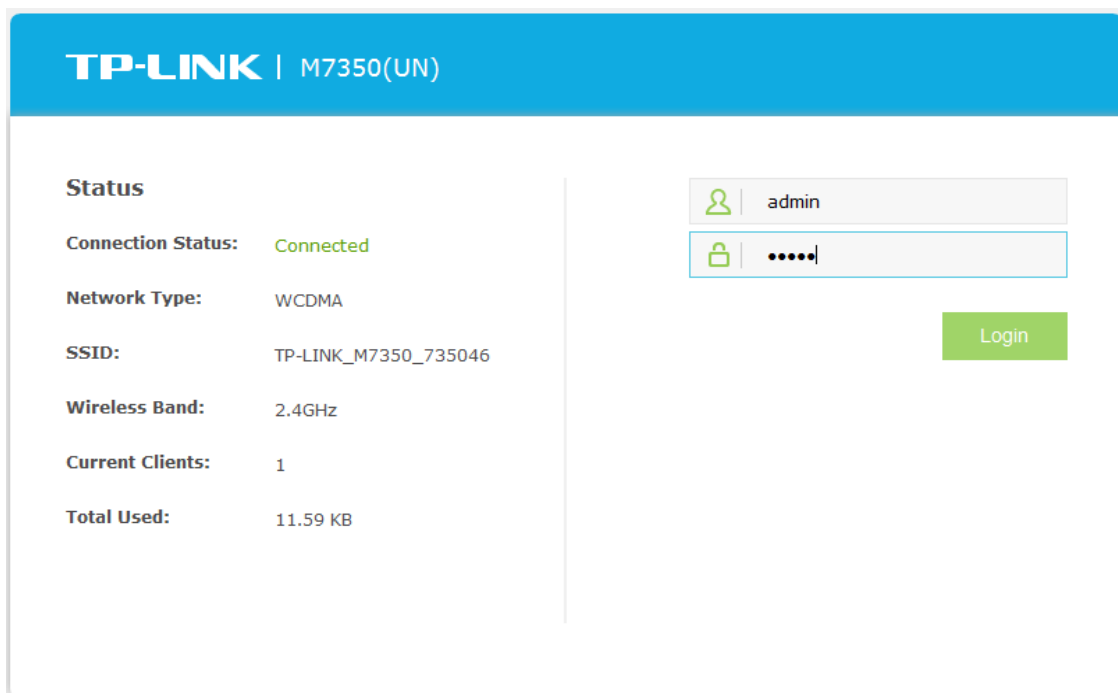 TP-LINK | M7350(UN)
Status
Connection Status: Connected
Network Type: WCDMA
SSID: TP-LINK_M7350_735046
Wireless Band: 2.4GHz
Current Clients: 1
Total Used: 11.59 KB
admin
•••••
Login